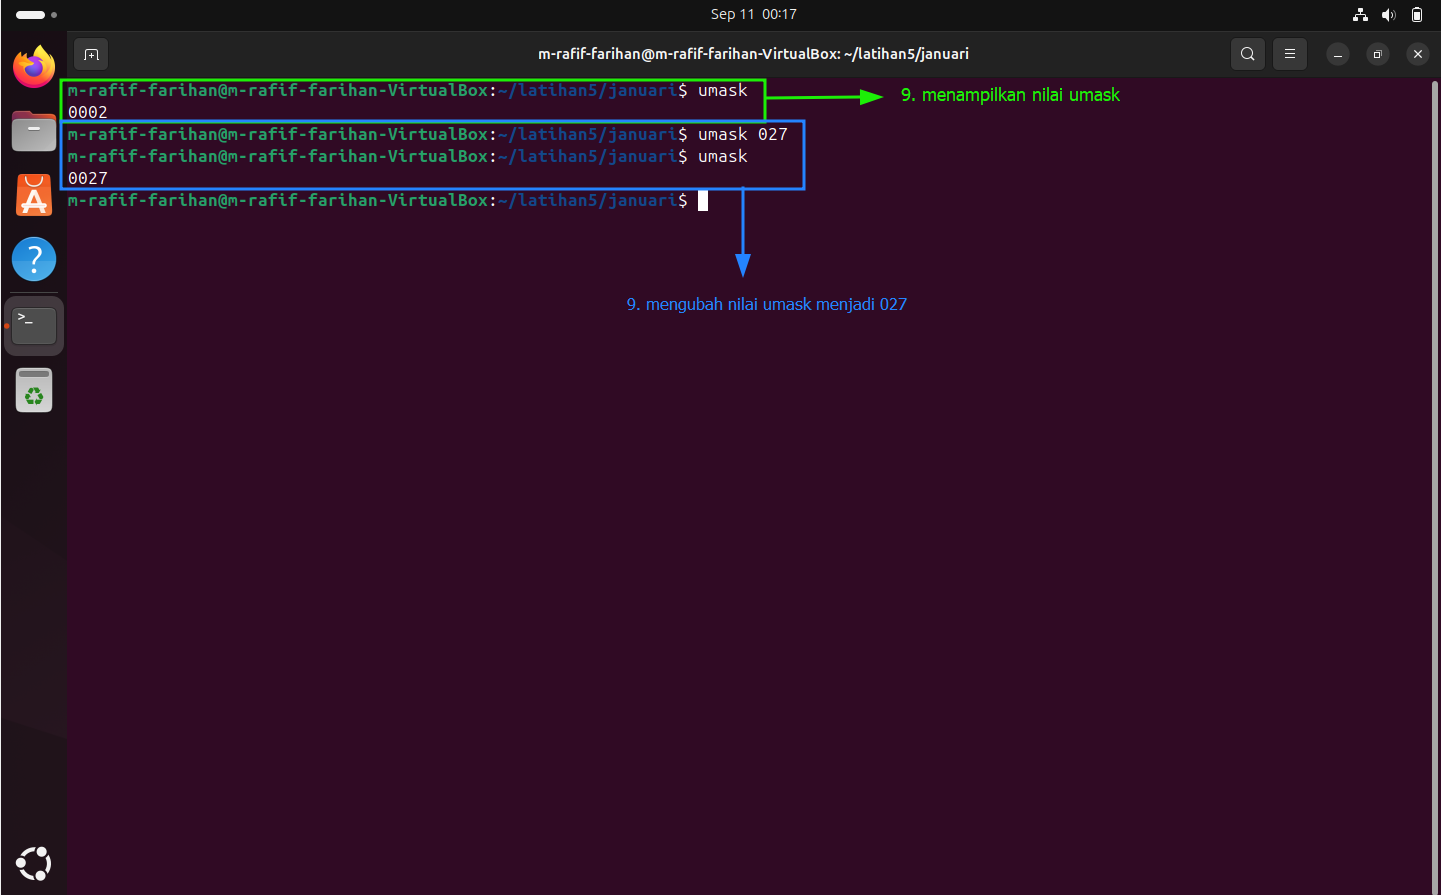 Sep 11 00:17
m-rafif-farihan@m-rafif-farihan-VirtualBox: ~/latihan5/januari
m-rafif-farihan@m-rafif-farihan-VirtualBox:~/latihan5/januari$ umask
9. menampilkan nilai umask
0002
m-rafif-farihan@m-rafif-farihan-VirtualBox:~/latihan5/januari$ umask 027
m-rafif-farihan@m-rafif-farihan-VirtualBox:~/latihan5/januari$ umask
0027
m-rafif-farihan@m-rafif-farihan-VirtualBox:~/latihan5/januari$
9. mengubah nilai umask menjadi 027